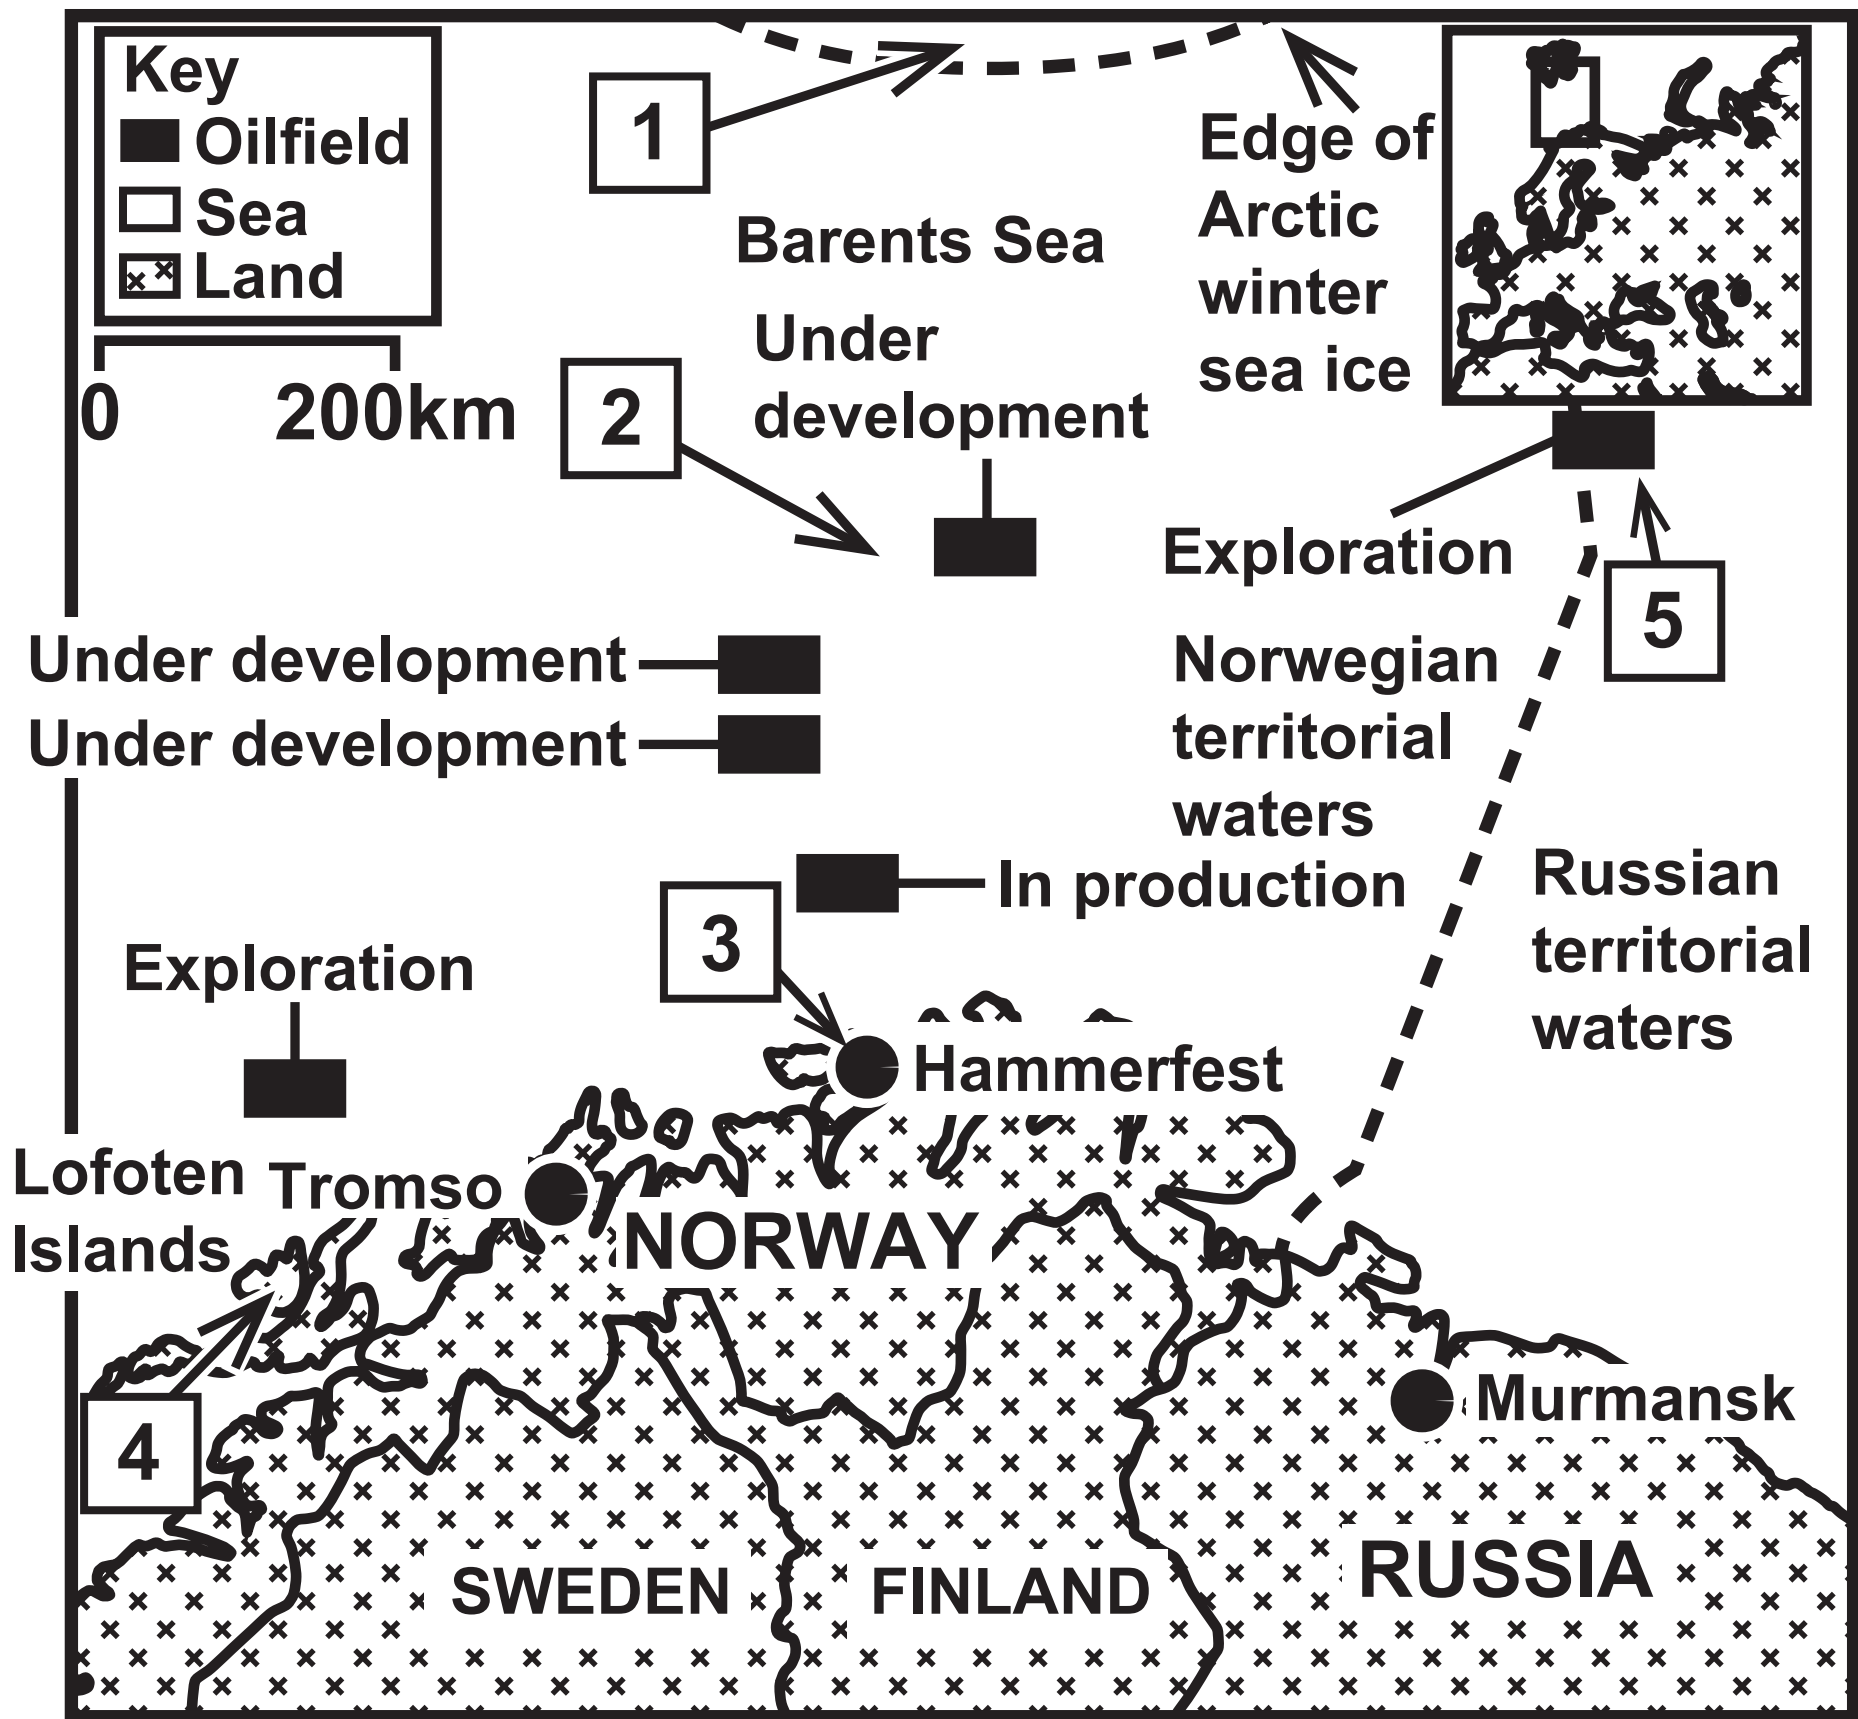 Key
Oilfield
Sea
Land
0 200km
1
Barents Sea
Edge of
Arctic
winter
sea ice
2
Under
development
Exploration
5
Under development
Under development
Norwegian
territorial
waters
In production
Russian
territorial
waters
3
Exploration
Hammerfest
Lofoten
Islands
Tromso
NORWAY
4
Murmansk
SWEDEN
FINLAND
RUSSIA